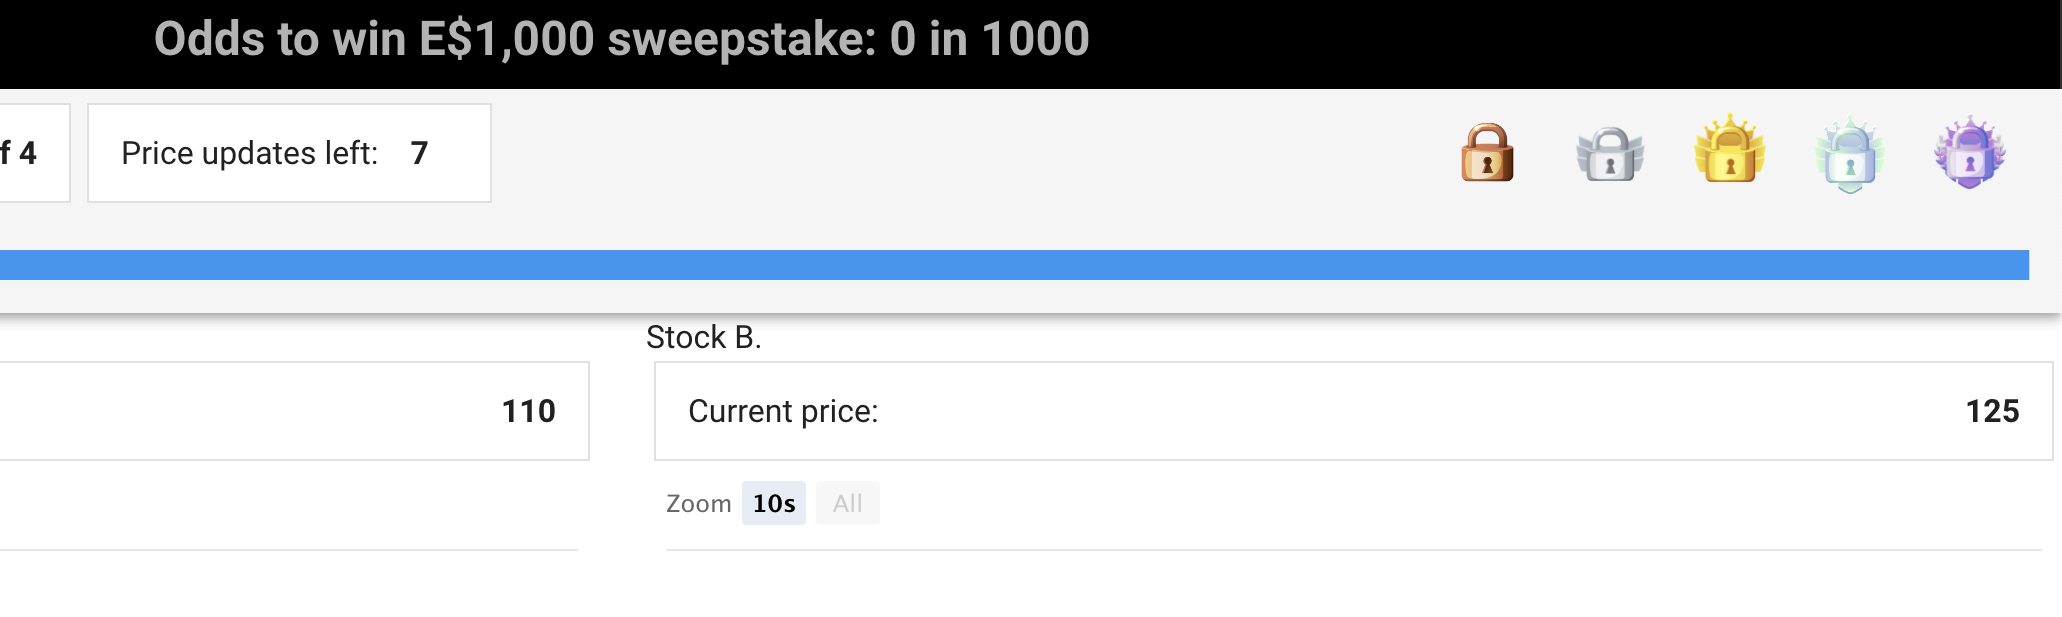 Odds to win E$1,000 sweepstake: 0 in 1000
f 4
Price updates left: 7
Stock B.
110
Current price: 125
Zoom 10s All